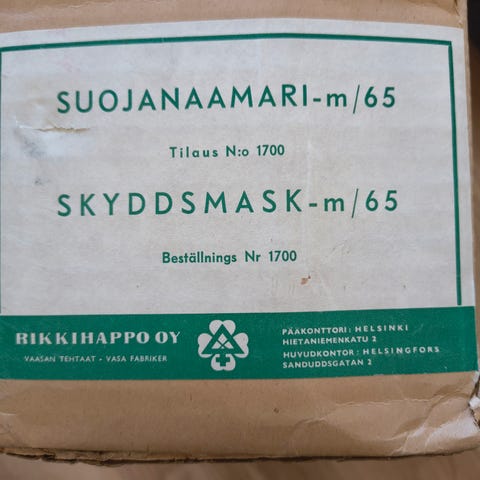 SUOJANAAMARI-m/65
Tilaus N:o 1700
SKYDDSMASK-m/65
Beställnings Nr 1700
RIKKIHAPPO OY
VAASAN TEHTAAT • VASA FABRIKER
PÄÄKONTTORI: HELSINKI
HIETANIEMENKATU 2
HUVUDKONTOR: HELSINGFORS
SANDUDDSGATAN 2